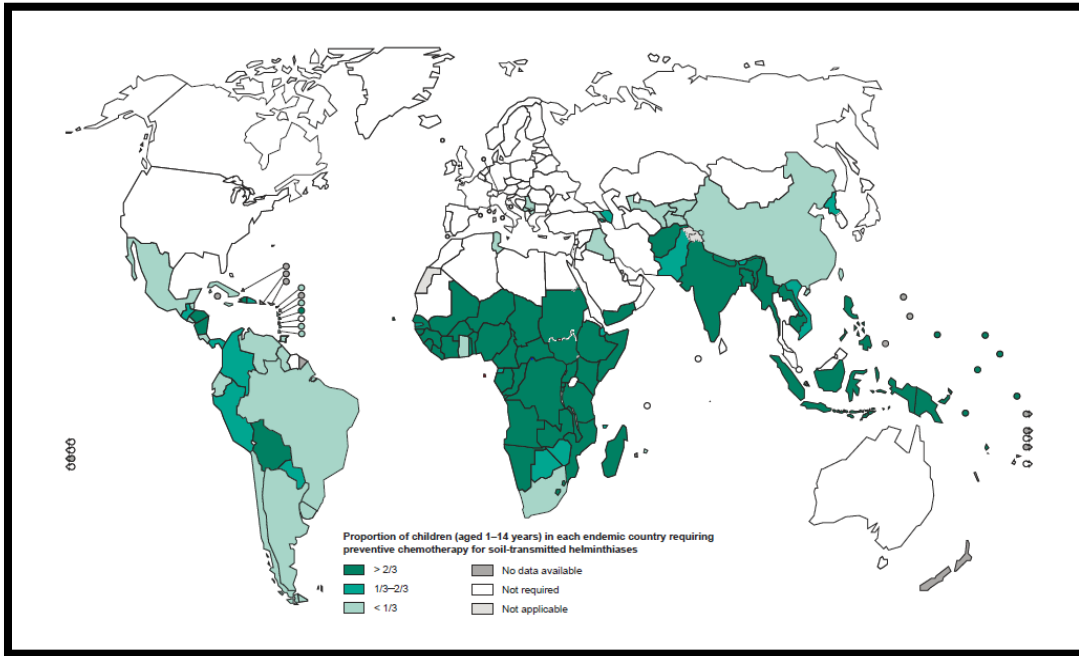 Proportion of children (aged 1–14 years) in each endemic country requiring
preventive chemotherapy for soil-transmitted helminthiases
> 2/3
1/3–2/3
< 1/3
No data available
Not required
Not applicable